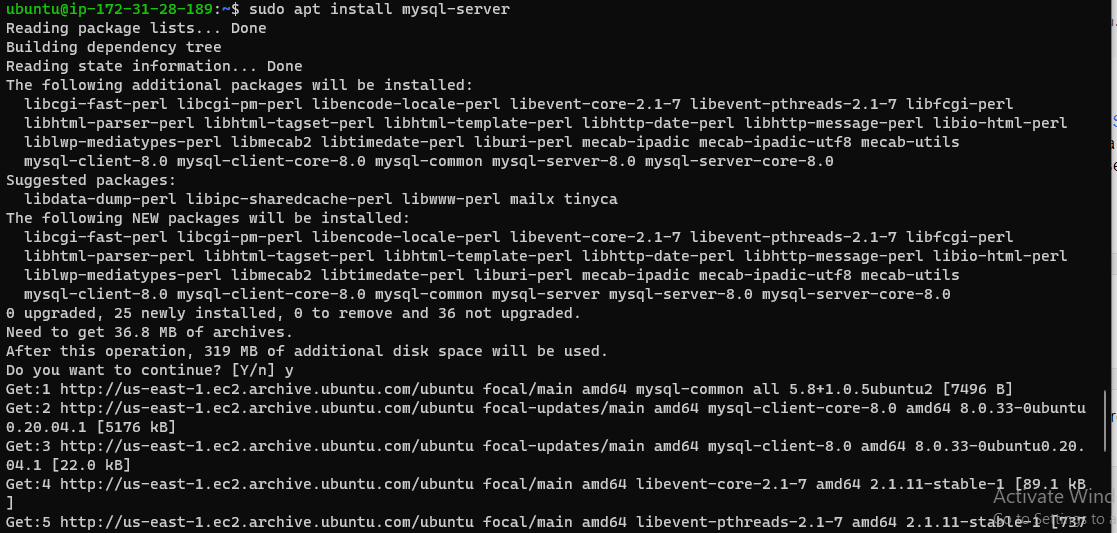 ubuntu@ip-172-31-28-189:~$ sudo apt install mysql-server
Reading package lists... Done
Building dependency tree
Reading state information... Done
The following additional packages will be installed:
  libcgi-fast-perl libcgi-pm-perl libencode-locale-perl libevent-core-2.1-7 libevent-pthreads-2.1-7 libfcgi-perl
  libhtml-parser-perl libhtml-tagset-perl libhtml-template-perl libhttp-date-perl libhttp-message-perl libio-html-perl
  liblwp-mediatypes-perl libmecab2 libtimedate-perl liburi-perl mecab-ipadic mecab-ipadic-utf8 mecab-utils
  mysql-client-8.0 mysql-client-core-8.0 mysql-common mysql-server-8.0 mysql-server-core-8.0
Suggested packages:
  libdata-dump-perl libipc-sharedcache-perl libwww-perl mailx tinyca
The following NEW packages will be installed:
  libcgi-fast-perl libcgi-pm-perl libencode-locale-perl libevent-core-2.1-7 libevent-pthreads-2.1-7 libfcgi-perl
  libhtml-parser-perl libhtml-tagset-perl libhtml-template-perl libhttp-date-perl libhttp-message-perl libio-html-perl
  liblwp-mediatypes-perl libmecab2 libtimedate-perl liburi-perl mecab-ipadic mecab-ipadic-utf8 mecab-utils
  mysql-client-8.0 mysql-client-core-8.0 mysql-common mysql-server mysql-server-8.0 mysql-server-core-8.0
0 upgraded, 25 newly installed, 0 to remove and 36 not upgraded.
Need to get 36.8 MB of archives.
After this operation, 319 MB of additional disk space will be used.
Do you want to continue? [Y/n] y
Get:1 http://us-east-1.ec2.archive.ubuntu.com/ubuntu focal/main amd64 mysql-common all 5.8+1.0.5ubuntu2 [7496 B]
Get:2 http://us-east-1.ec2.archive.ubuntu.com/ubuntu focal-updates/main amd64 mysql-client-core-8.0 amd64 8.0.33-0ubuntu
0.20.04.1 [5176 kB]
Get:3 http://us-east-1.ec2.archive.ubuntu.com/ubuntu focal-updates/main amd64 mysql-client-8.0 amd64 8.0.33-0ubuntu0.20.
04.1 [22.0 kB]
Get:4 http://us-east-1.ec2.archive.ubuntu.com/ubuntu focal/main amd64 libevent-core-2.1-7 amd64 2.1.11-stable-1 [89.1 kB
]
Activate Wind
Get:5 http://us-east-1.ec2.archive.ubuntu.com/ubuntu focal/main amd64 libevent-pthreads-2.1-7 amd64 2.1.11-stable-1 [737
Go to Settings to a